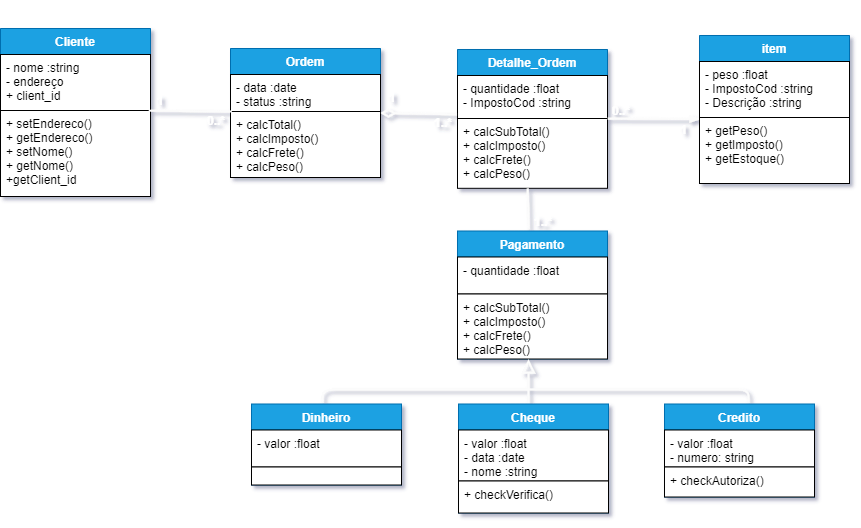 Cliente
- nome :string
- endereço
+ client_id
+ setEndereco()
+ getEndereco()
+ setNome()
+ getNome()
+getClient_id
Ordem
- data :date
- status :string
+ calcTotal()
+ calcImposto()
+ calcFrete()
+ calcPeso()
Detalhe_Ordem
- quantidade :float
- ImpostoCod :string
+ calcSubTotal()
+ calcImposto()
+ calcFrete()
+ calcPeso()
item
- peso :float
- ImpostoCod :string
- Descrição :string
+ getPeso()
+ getImposto()
+ getEstoque()
1
0..*
1
1..*
0..*
1
1..*
Pagamento
- quantidade :float
+ calcSubTotal()
+ calcImposto()
+ calcFrete()
+ calcPeso()
Dinheiro
- valor :float
Cheque
- valor :float
- data :date
- nome :string
+ checkVerifica()
Credito
- valor :float
- numero: string
+ checkAutoriza()